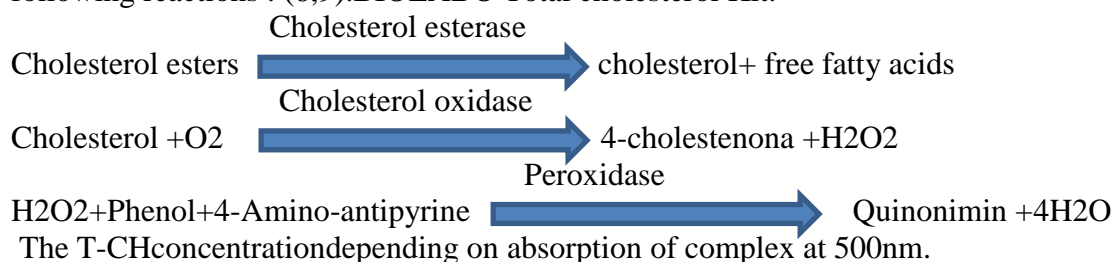 following reactions : (8,9).BIOLABO Total cholesterol Kit.
Cholesterol esterase
Cholesterol esters cholesterol+ free fatty acids
Cholesterol oxidase
Cholesterol +O2 4-cholestenona +H2O2
Peroxidase
H2O2+Phenol+4-Amino-antipyrine Quinonimin +4H2O
The T-CHconcentrationdepending on absorption of complex at 500nm.